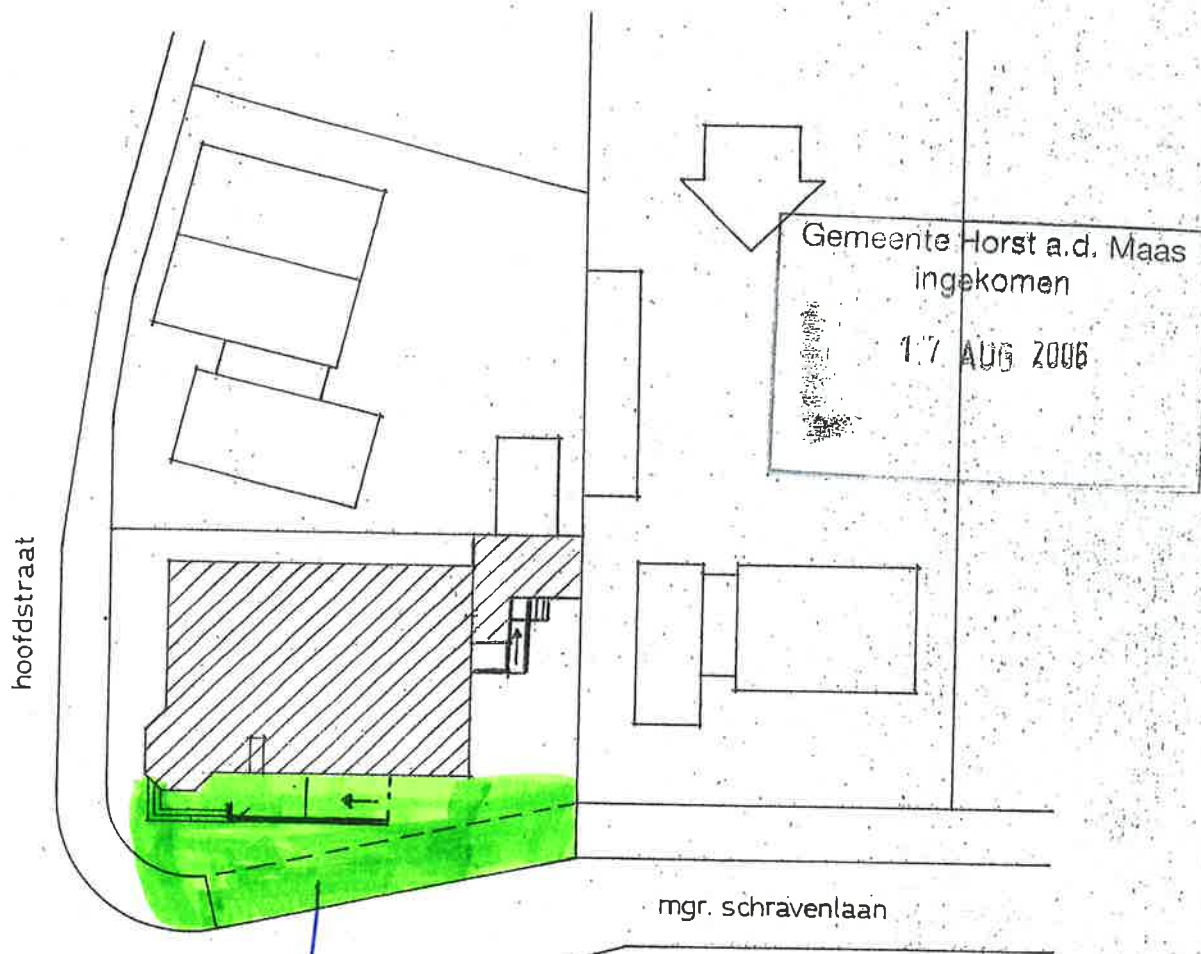 Gemeente Horst a.d. Maas
ingekomen
17 AUG 2006
hoofdstraat
mgr. schravenlaan